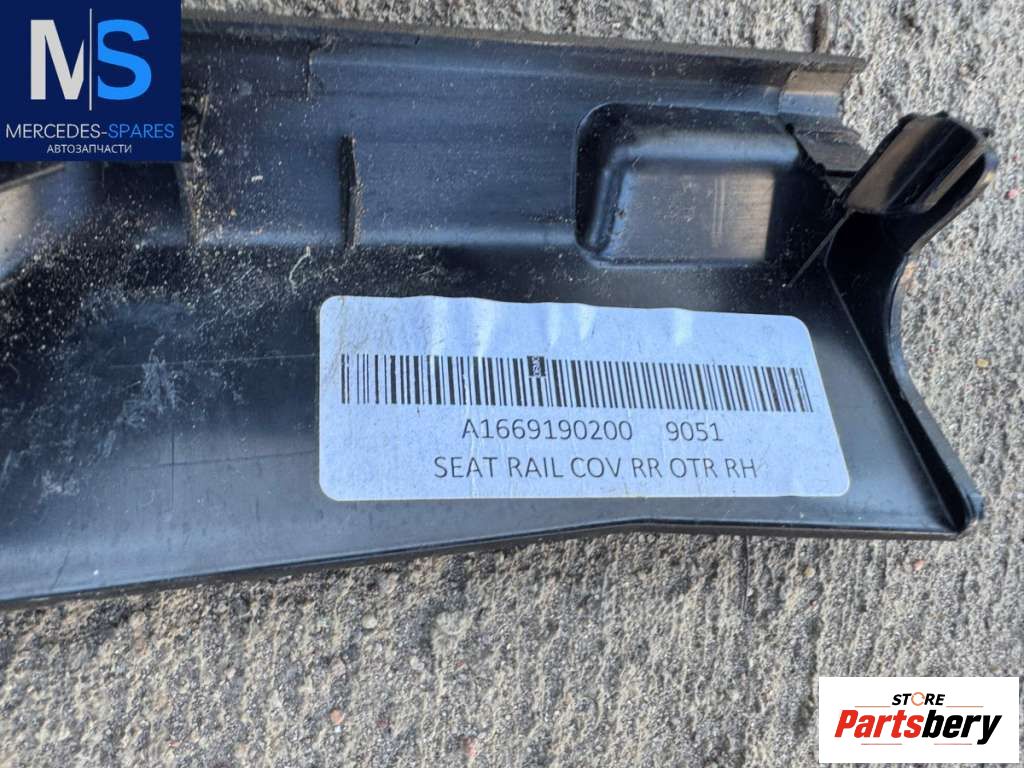 MS
MERCEDES-SPARES
АВТОЗАПЧАСТИ
A1669190200 9051
SEAT RAIL COV RR OTR RH
STORE
Partsbery